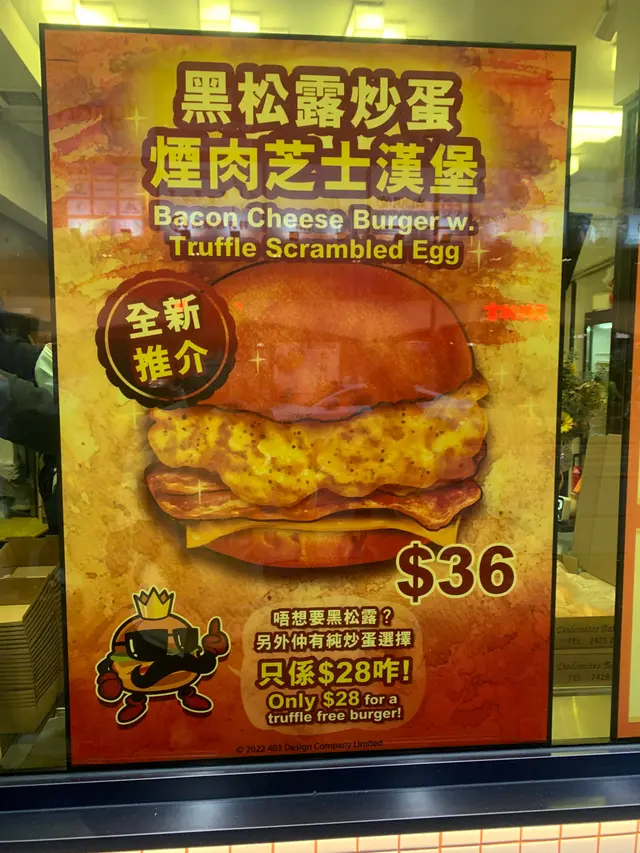 黑松露炒蛋
煙肉芝士漢堡
Bacon Cheese Burger w.
Truffle Scrambled Egg
全新
推介
$36
唔想要黑松露？
另外仲有純炒蛋選擇
只係$28咋!
Only $28 for a
truffle free burger!
© 2022 403 Design Company Limited